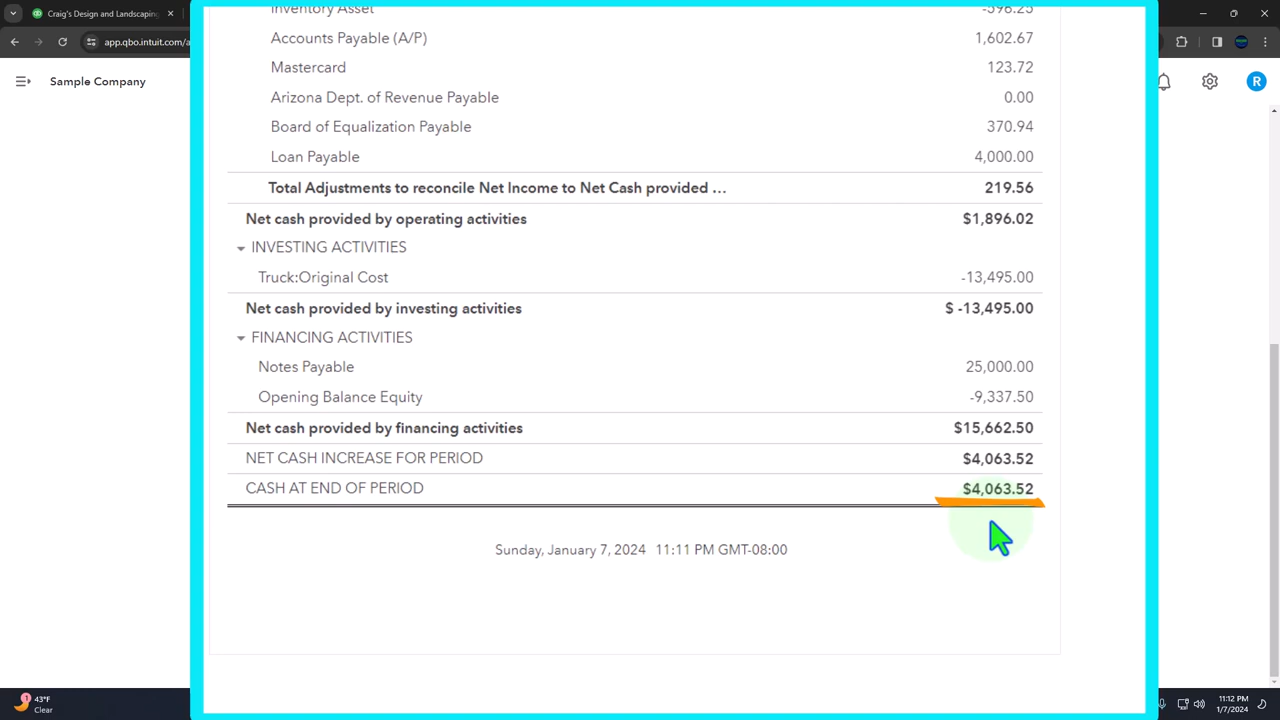 Craig's Design and Landscaping
app.qbo.intuit.com/a
Sample Company
R
Inventory Asset -596.25
Accounts Payable (A/P) 1,602.67
Mastercard 123.72
Arizona Dept. of Revenue Payable 0.00
Board of Equalization Payable 370.94
Loan Payable 4,000.00
Total Adjustments to reconcile Net Income to Net Cash provided … 219.56
Net cash provided by operating activities $1,896.02
INVESTING ACTIVITIES
Truck:Original Cost -13,495.00
Net cash provided by investing activities $ -13,495.00
FINANCING ACTIVITIES
Notes Payable 25,000.00
Opening Balance Equity -9,337.50
Net cash provided by financing activities $15,662.50
NET CASH INCREASE FOR PERIOD $4,063.52
CASH AT END OF PERIOD $4,063.52
Sunday, January 7, 2024 11:11 PM GMT-08:00
1
43°F
Clear
11:12 PM
1/7/2024